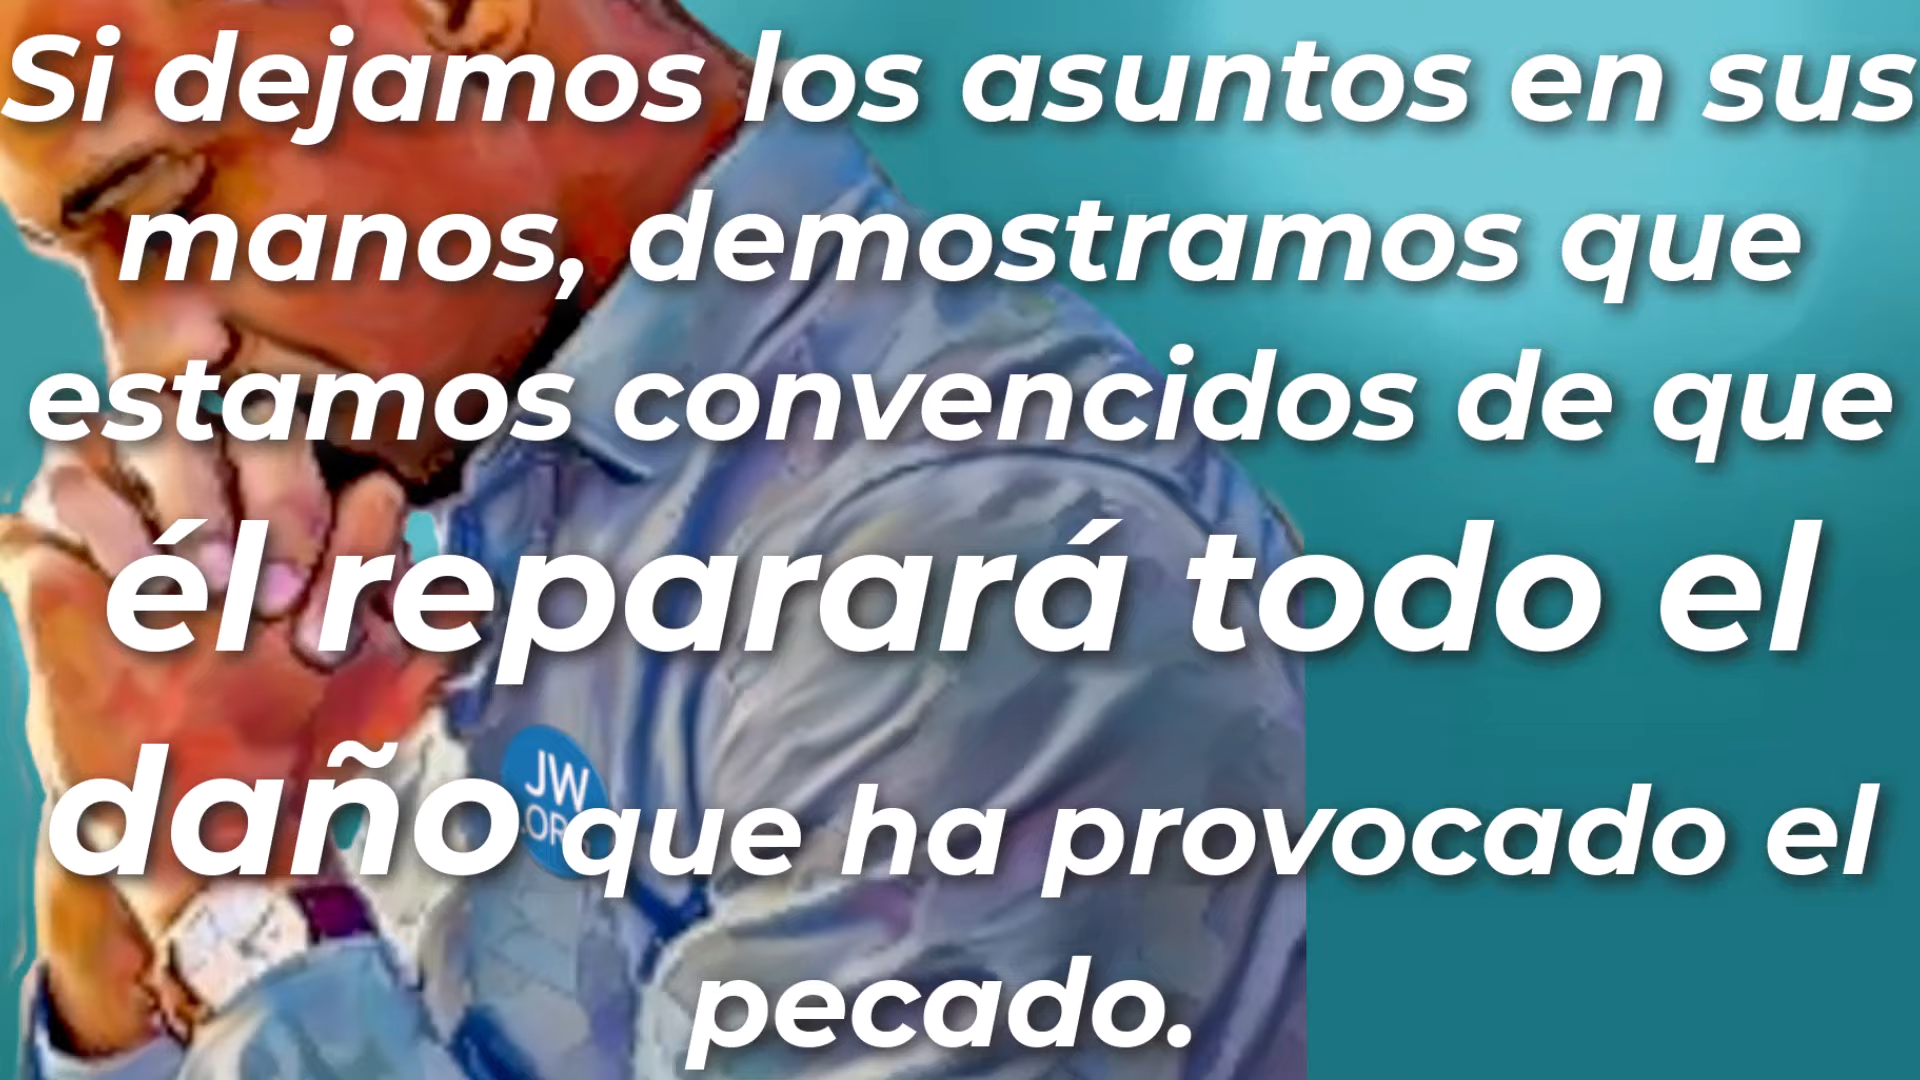 Si dejamos los asuntos en sus
manos, demostramos que
estamos convencidos de que
él reparará todo el
daño que ha provocado el
pecado.
JW
.OR